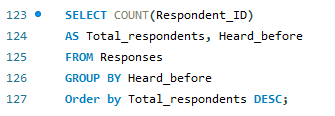 123 SELECT COUNT(Respondent_ID)
124 AS Total_respondents, Heard_before
125 FROM Responses
126 GROUP BY Heard_before
127 Order by Total_respondents DESC;